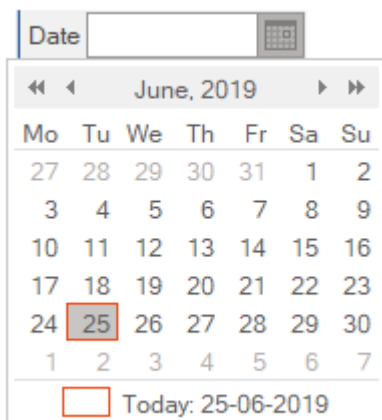 Date
June, 2019
Mo Tu We Th Fr Sa Su
27 28 29 30 31 1 2
3 4 5 6 7 8 9
10 11 12 13 14 15 16
17 18 19 20 21 22 23
24 25 26 27 28 29 30
1 2 3 4 5 6 7
Today: 25-06-2019